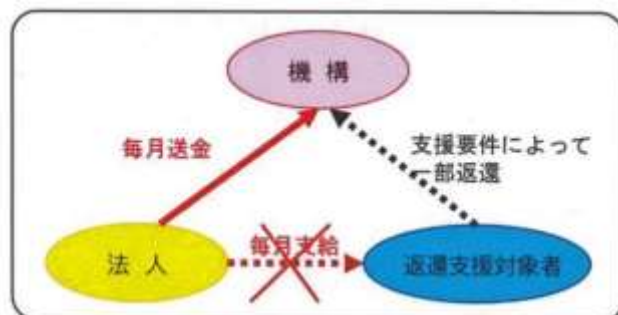 機 構
毎月送金
支援要件によって
一部返還
毎月支給
法 人
返還支援対象者